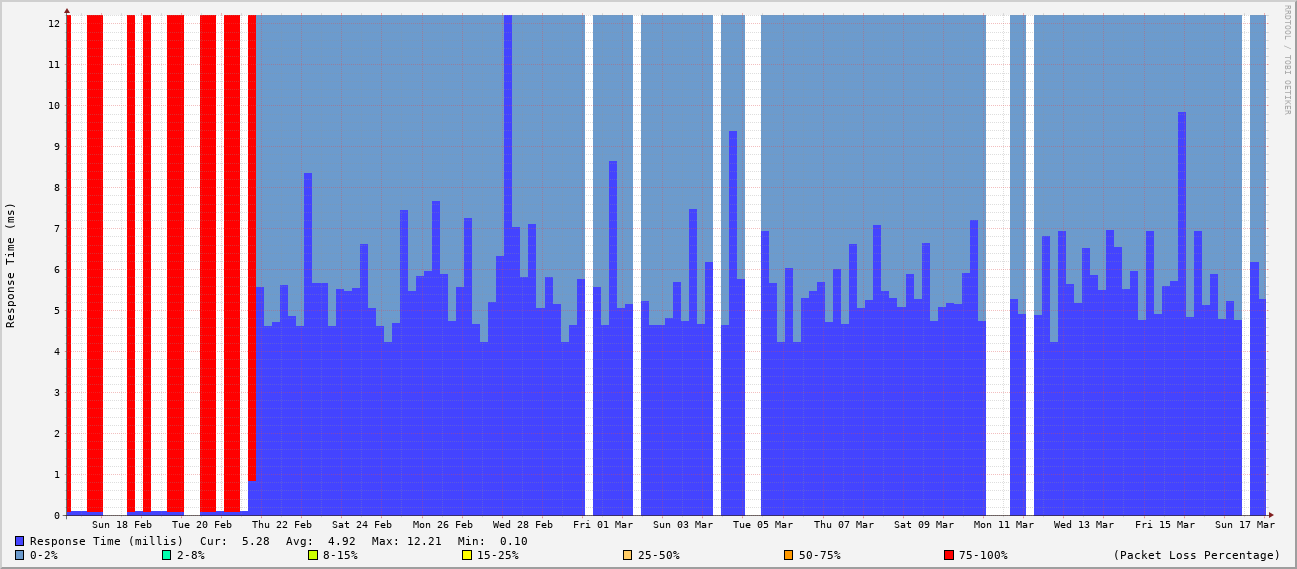 RRDTOOL / TOBI OETIKER
Response Time (ms)
12
11
10
9
8
7
6
5
4
3
2
1
0
Sun 18 Feb Tue 20 Feb Thu 22 Feb Sat 24 Feb Mon 26 Feb Wed 28 Feb Fri 01 Mar Sun 03 Mar Tue 05 Mar Thu 07 Mar Sat 09 Mar Mon 11 Mar Wed 13 Mar Fri 15 Mar Sun 17 Mar
Response Time (millis) Cur: 5.28 Avg: 4.92 Max: 12.21 Min: 0.10
0-2% 2-8% 8-15% 15-25% 25-50% 50-75% 75-100% (Packet Loss Percentage)